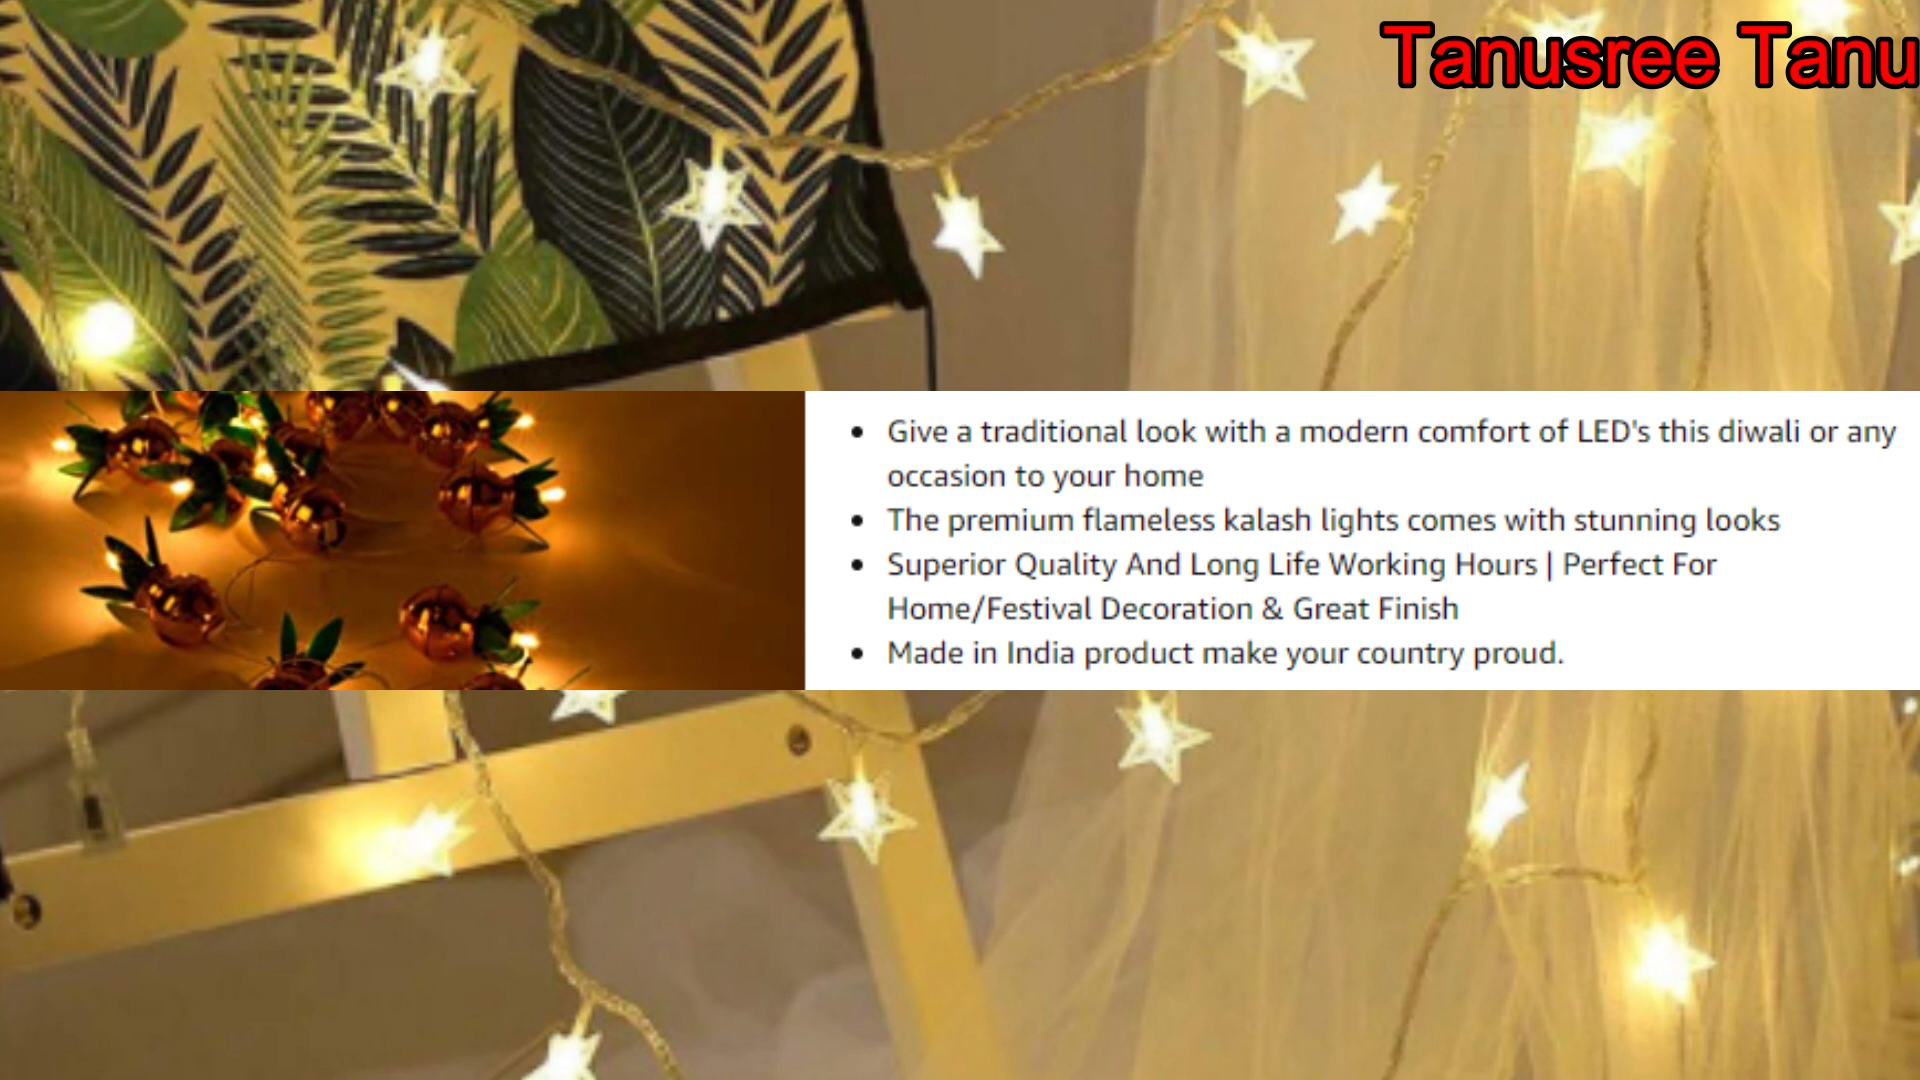 Tanusree Tanu
• Give a traditional look with a modern comfort of LED's this diwali or any
occasion to your home
• The premium flameless kalash lights comes with stunning looks
• Superior Quality And Long Life Working Hours | Perfect For
Home/Festival Decoration & Great Finish
• Made in India product make your country proud.